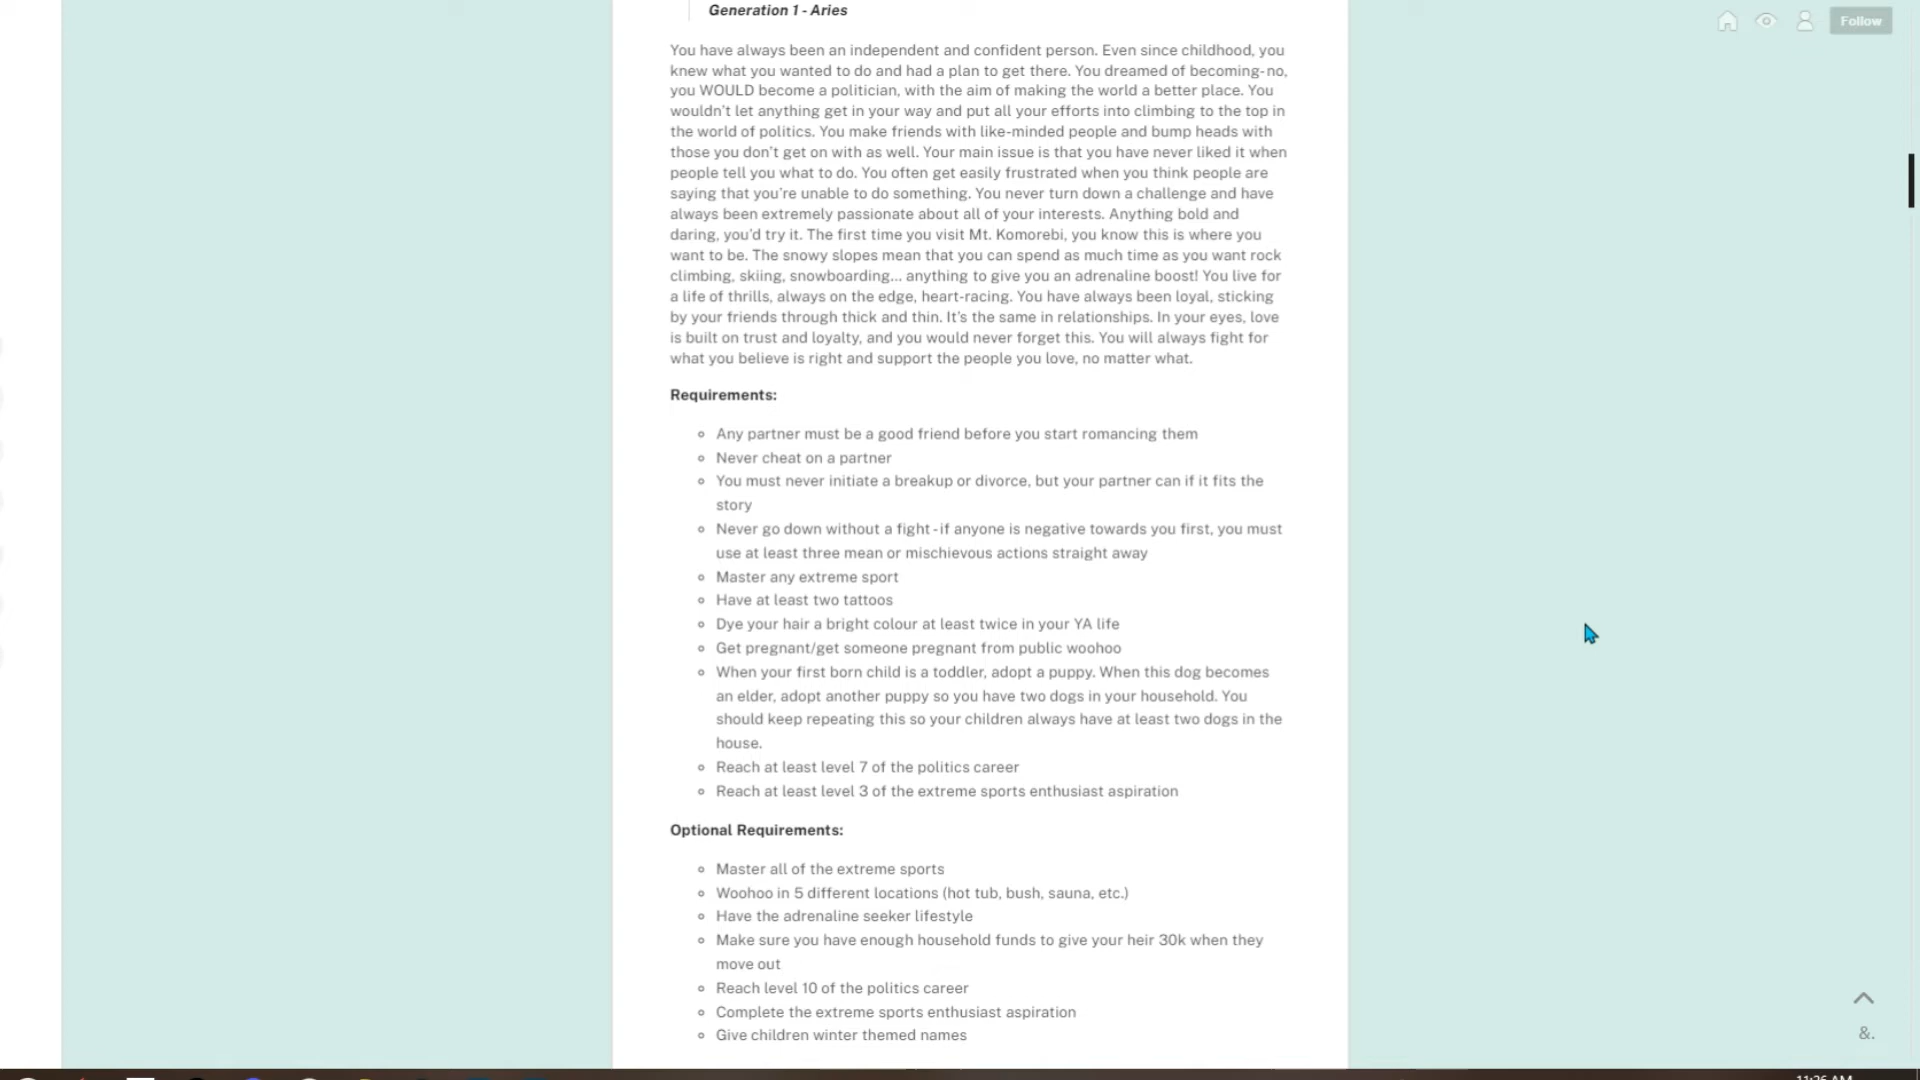 Generation 1 - Aries
Follow
You have always been an independent and confident person. Even since childhood, you
knew what you wanted to do and had a plan to get there. You dreamed of becoming- no,
you WOULD become a politician, with the aim of making the world a better place. You
wouldn't let anything get in your way and put all your efforts into climbing to the top in
the world of politics. You make friends with like-minded people and bump heads with
those you don't get on with as well. Your main issue is that you have never liked it when
people tell you what to do. You often get easily frustrated when you think people are
saying that you're unable to do something. You never turn down a challenge and have
always been extremely passionate about all of your interests. Anything bold and
daring, you'd try it. The first time you visit Mt. Komorebi, you know this is where you
want to be. The snowy slopes mean that you can spend as much time as you want rock
climbing, skiing, snowboarding... anything to give you an adrenaline boost! You live for
a life of thrills, always on the edge, heart-racing. You have always been loyal, sticking
by your friends through thick and thin. It's the same in relationships. In your eyes, love
is built on trust and loyalty, and you would never forget this. You will always fight for
what you believe is right and support the people you love, no matter what.
Requirements:
Any partner must be a good friend before you start romancing them
Never cheat on a partner
You must never initiate a breakup or divorce, but your partner can if it fits the
story
Never go down without a fight - if anyone is negative towards you first, you must
use at least three mean or mischievous actions straight away
Master any extreme sport
Have at least two tattoos
Dye your hair a bright colour at least twice in your YA life
Get pregnant/get someone pregnant from public woohoo
When your first born child is a toddler, adopt a puppy. When this dog becomes
an elder, adopt another puppy so you have two dogs in your household. You
should keep repeating this so your children always have at least two dogs in the
house.
Reach at least level 7 of the politics career
Reach at least level 3 of the extreme sports enthusiast aspiration
Optional Requirements:
Master all of the extreme sports
Woohoo in 5 different locations (hot tub, bush, sauna, etc.)
Have the adrenaline seeker lifestyle
Make sure you have enough household funds to give your heir 30k when they
move out
Reach level 10 of the politics career
Complete the extreme sports enthusiast aspiration
Give children winter themed names
&.
11:26 AM